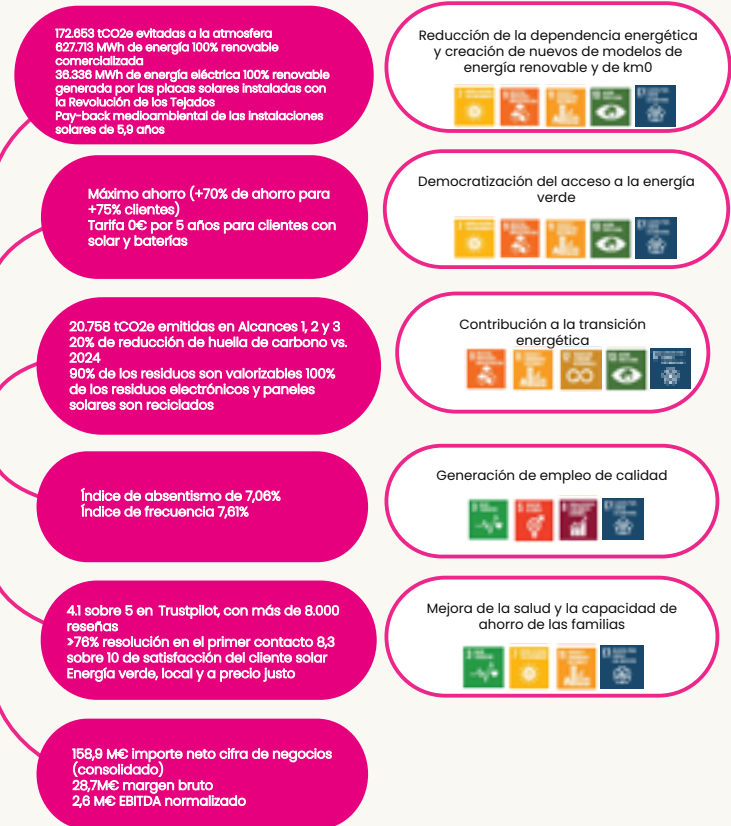 172.653 tCO2e evitadas a la atmosfera
627.713 MWh de energía 100% renovable
comercializada
36.336 MWh de energía eléctrica 100% renovable
generada por las placas solares instaladas con
la Revolución de los Tejados
Pay-back medioambiental de las instalaciones
solares de 5,9 años
Reducción de la dependencia energética
y creación de nuevos de modelos de
energía renovable y de km0
Máximo ahorro (+70% de ahorro para
+75% clientes)
Tarifa 0€ por 5 años para clientes con
solar y baterías
Democratización del acceso a la energía
verde
20.758 tCO2e emitidas en Alcances 1, 2 y 3
20% de reducción de huella de carbono vs.
2024
90% de los residuos son valorizables 100%
de los residuos electrónicos y paneles
solares son reciclados
Contribución a la transición
energética
Índice de absentismo de 7,06%
Índice de frecuencia 7,61%
Generación de empleo de calidad
4.1 sobre 5 en Trustpilot, con más de 8.000
reseñas
>76% resolución en el primer contacto 8,3
sobre 10 de satisfacción del cliente solar
Energía verde, local y a precio justo
Mejora de la salud y la capacidad de
ahorro de las familias
158,9 M€ importe neto cifra de negocios
(consolidado)
28,7M€ margen bruto
2,6 M€ EBITDA normalizado